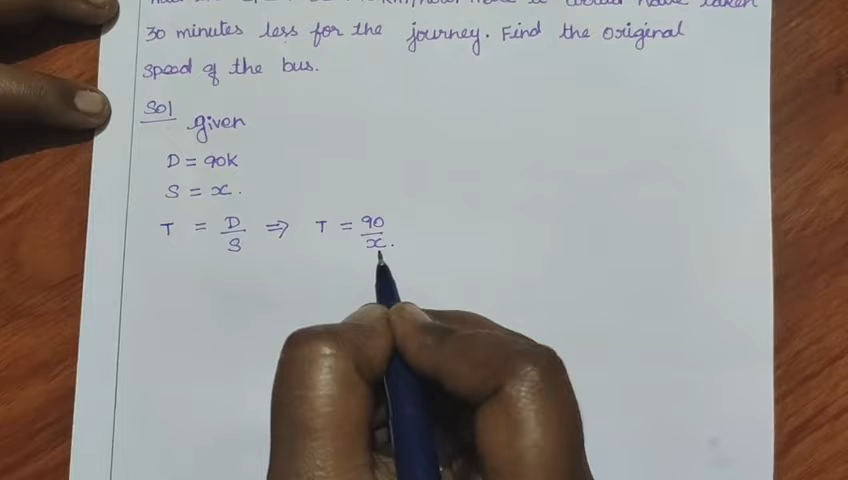 30 minutes less for the journey. Find the original
speed of the bus.
Sol
given
D = 90k
S = x.
T = D/S ⇒ T = 90/x.